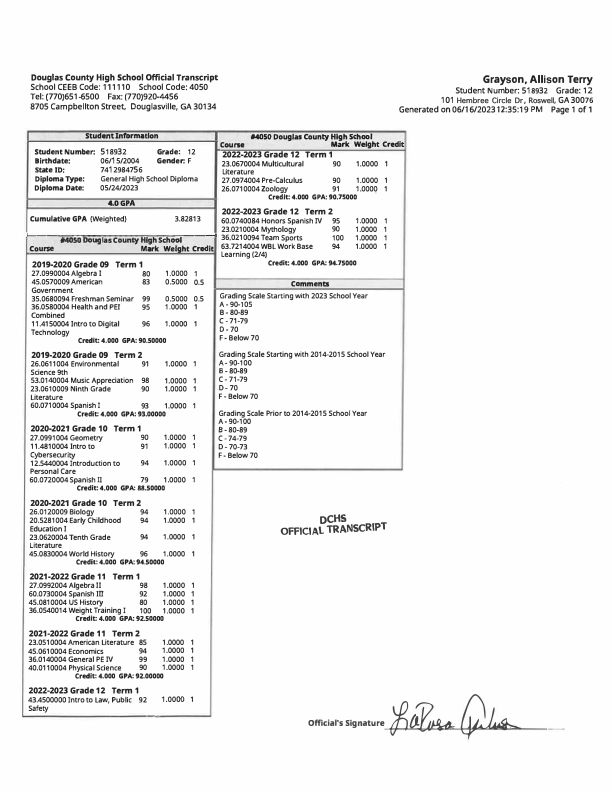 Douglas County High School Official Transcript
School CEEB Code: 111110 School Code: 4050
Tel: (770)651-6500 Fax: (770)920-4456
8705 Campbellton Street. Douglasville, GA 30134
Grayson, Allison Terry
Student Number: 518932 Grade: 12
101 Hembree Circle Dr, Roswell, GA 30076
Generated on 06/16/2023 12:35:19 PM Page 1 of 1
Student Information
Student Number: 518932 Grade: 12
Birthdate: 06/15/2004 Gender: F
State ID: 7412984756
Diploma Type: General High School Diploma
Diploma Date: 05/24/2023
4.0 GPA
Cumulative GPA (Weighted) 3.82813
#4050 Douglas County High School
Course Mark Weight Credit
2019-2020 Grade 09 Term 1
27.0990004 Algebra I 80 1.0000 1
45.0570009 American 83 0.5000 0.5
Government
35.0680094 Freshman Seminar 99 0.5000 0.5
36.0580004 Health and PEI 95 1.0000 1
Combined
11.4150004 Intro to Digital 96 1.0000 1
Technology
Credit: 4.000 GPA: 90.50000
2019-2020 Grade 09 Term 2
26.0611004 Environmental 91 1.0000 1
Science 9th
53.0140004 Music Appreciation 98 1.0000 1
23.0610009 Ninth Grade 90 1.0000 1
Literature
60.0710004 Spanish I 93 1.0000 1
Credit: 4.000 GPA: 93.00000
2020-2021 Grade 10 Term 1
27.0991004 Geometry 90 1.0000 1
11.4810004 Intro to 91 1.0000 1
Cybersecurity
12.5440004 Introduction to 94 1.0000 1
Personal Care
60.0720004 Spanish II 79 1.0000 1
Credit: 4.000 GPA: 88.50000
2020-2021 Grade 10 Term 2
26.0120009 Biology 94 1.0000 1
20.5281004 Early Childhood 94 1.0000 1
Education I
23.0620004 Tenth Grade 94 1.0000 1
Literature
45.0830004 World History 96 1.0000 1
Credit: 4.000 GPA: 94.50000
2021-2022 Grade 11 Term 1
27.0992004 Algebra II 98 1.0000 1
60.0730004 Spanish III 92 1.0000 1
45.0810004 US History 80 1.0000 1
36.0540014 Weight Training I 100 1.0000 1
Credit: 4.000 GPA: 92.50000
2021-2022 Grade 11 Term 2
23.0510004 American Literature 85 1.0000 1
45.0610004 Economics 94 1.0000 1
36.0140004 General PE IV 99 1.0000 1
40.0110004 Physical Science 90 1.0000 1
Credit: 4.000 GPA: 92.00000
2022-2023 Grade 12 Term 1
43.4500000 Intro to Law, Public 92 1.0000 1
Safety
#4050 Douglas County High School
Course Mark Weight Credit
2022-2023 Grade 12 Term 1
23.0670004 Multicultural 90 1.0000 1
Literature
27.0974004 Pre-Calculus 90 1.0000 1
26.0710004 Zoology 91 1.0000 1
Credit: 4.000 GPA: 90.75000
2022-2023 Grade 12 Term 2
60.0740084 Honors Spanish IV 95 1.0000 1
23.0210004 Mythology 90 1.0000 1
36.0210094 Team Sports 100 1.0000 1
63.7214004 WBL Work Base 94 1.0000 1
Learning (2/4)
Credit: 4.000 GPA: 94.75000
Comments
Grading Scale Starting with 2023 School Year
A - 90-105
B - 80-89
C - 71-79
D - 70
F - Below 70
Grading Scale Starting with 2014-2015 School Year
A - 90-100
B - 80-89
C - 71-79
D - 70
F - Below 70
Grading Scale Prior to 2014-2015 School Year
A - 90-100
B - 80-89
C - 74-79
D - 70-73
F - Below 70
DCHS
OFFICIAL TRANSCRIPT
Official's Signature